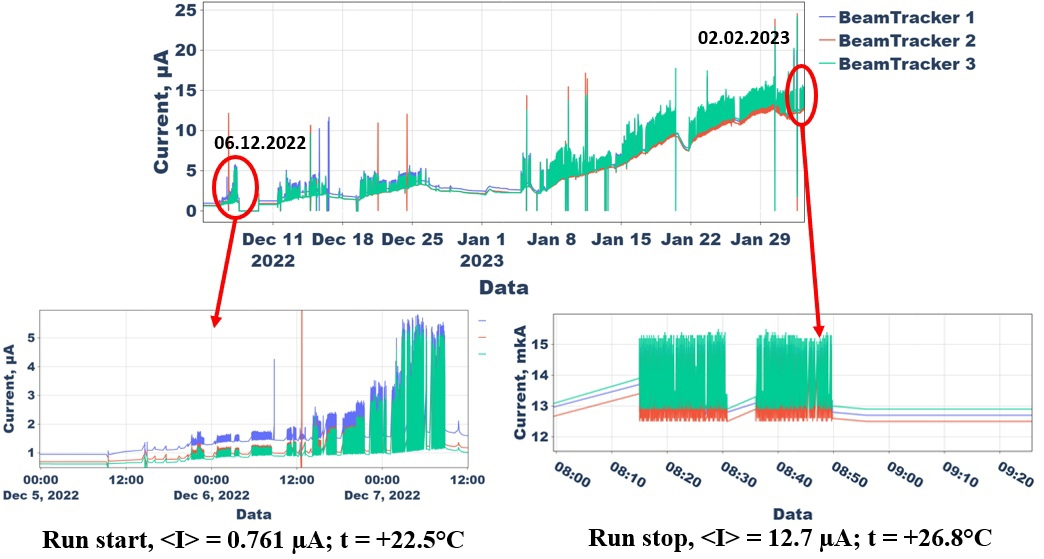 25
20
15
10
5
0
Current, μA
06.12.2022
02.02.2023
BeamTracker 1
BeamTracker 2
BeamTracker 3
Dec 11 Dec 18 Dec 25 Jan 1 Jan 8 Jan 15 Jan 22 Jan 29
2022 2023
Data
5
4
3
2
1
Current, μA
00:00 12:00 00:00 12:00 00:00 12:00
Dec 5, 2022 Dec 6, 2022 Dec 7, 2022
Data
Run start, <I> = 0.761 μA; t = +22.5°C
15
14
13
12
Current, mkA
08:00 08:10 08:20 08:30 08:40 08:50 09:00 09:10 09:20
Data
Run stop, <I> = 12.7 μA; t = +26.8°C